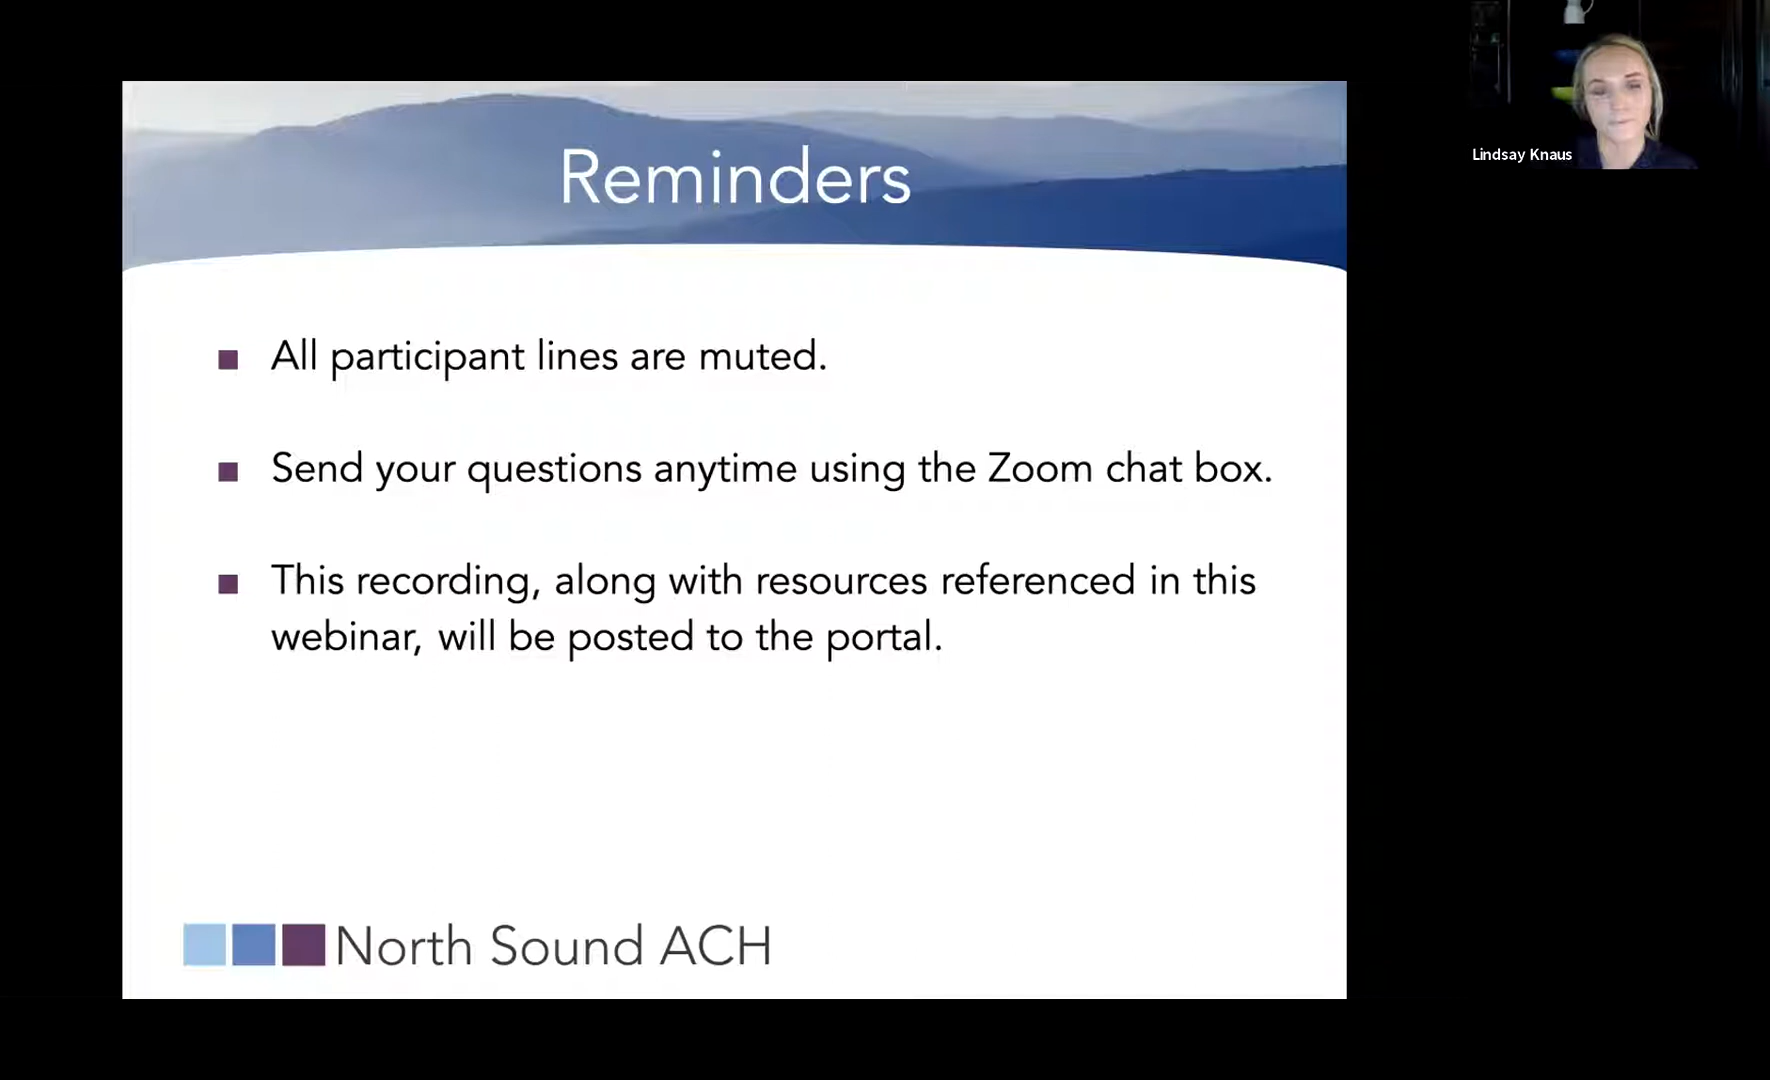 Reminders
Lindsay Knaus
All participant lines are muted.
Send your questions anytime using the Zoom chat box.
This recording, along with resources referenced in this
webinar, will be posted to the portal.
North Sound ACH